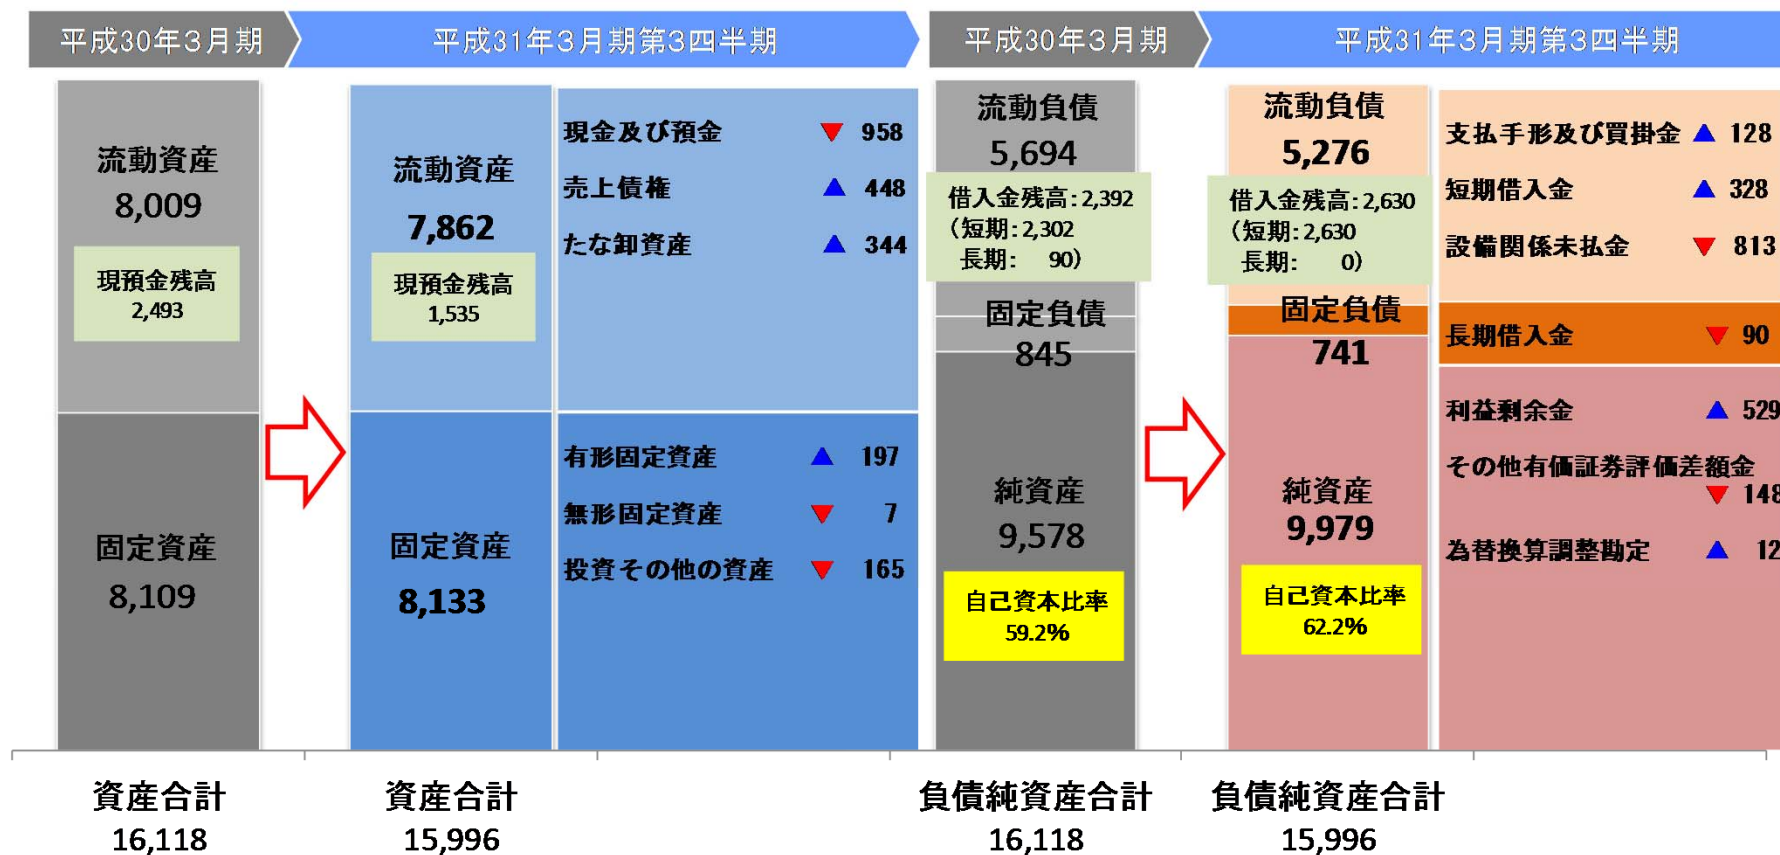 平成30年3月期
平成31年3月期第3四半期
平成30年3月期
平成31年3月期第3四半期
流動資産
8,009
現預金残高
2,493
固定資産
8,109
流動資産
7,862
現預金残高
1,535
固定資産
8,133
現金及び預金 ▼ 958
売上債権 ▲ 448
たな卸資産 ▲ 344
有形固定資産 ▲ 197
無形固定資産 ▼ 7
投資その他の資産 ▼ 165
流動負債
5,694
借入金残高:2,392
(短期:2,302
長期: 90)
固定負債
845
純資産
9,578
自己資本比率
59.2%
流動負債
5,276
借入金残高:2,630
(短期:2,630
長期: 0)
固定負債
741
純資産
9,979
自己資本比率
62.2%
支払手形及び買掛金 ▲ 128
短期借入金 ▲ 328
設備関係未払金 ▼ 813
長期借入金 ▼ 90
利益剰余金 ▲ 529
その他有価証券評価差額金
▼ 148
為替換算調整勘定 ▲ 12
資産合計
16,118
資産合計
15,996
負債純資産合計
16,118
負債純資産合計
15,996